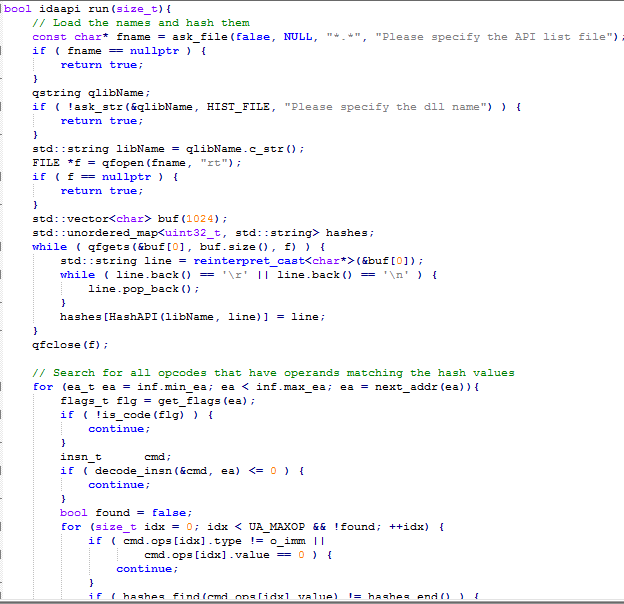 bool idaapi run(size_t){
    // Load the names and hash them
    const char* fname = ask_file(false, NULL, "*.*", "Please specify the API list file");
    if ( fname == nullptr ) {
        return true;
    }
    qstring qlibName;
    if ( !ask_str(&qlibName, HIST_FILE, "Please specify the dll name") ) {
        return true;
    }
    std::string libName = qlibName.c_str();
    FILE *f = qfopen(fname, "rt");
    if ( f == nullptr ) {
        return true;
    }
    std::vector<char> buf(1024);
    std::unordered_map<uint32_t, std::string> hashes;
    while ( qfgets(&buf[0], buf.size(), f) ) {
        std::string line = reinterpret_cast<char*>(&buf[0]);
        while ( line.back() == '\r' || line.back() == '\n' ) {
            line.pop_back();
        }
        hashes[HashAPI(libName, line)] = line;
    }
    qfclose(f);

    // Search for all opcodes that have operands matching the hash values
    for (ea_t ea = inf.min_ea; ea < inf.max_ea; ea = next_addr(ea)){
        flags_t flg = get_flags(ea);
        if ( !is_code(flg) ) {
            continue;
        }
        insn_t      cmd;
        if ( decode_insn(&cmd, ea) <= 0 ) {
            continue;
        }
        bool found = false;
        for (size_t idx = 0; idx < UA_MAXOP && !found; ++idx) {
            if ( cmd.ops[idx].type != o_imm ||
                    cmd.ops[idx].value == 0 ) {
                continue;
            }
            if ( hashes.find(cmd.ops[idx].value) != hashes.end() ) {